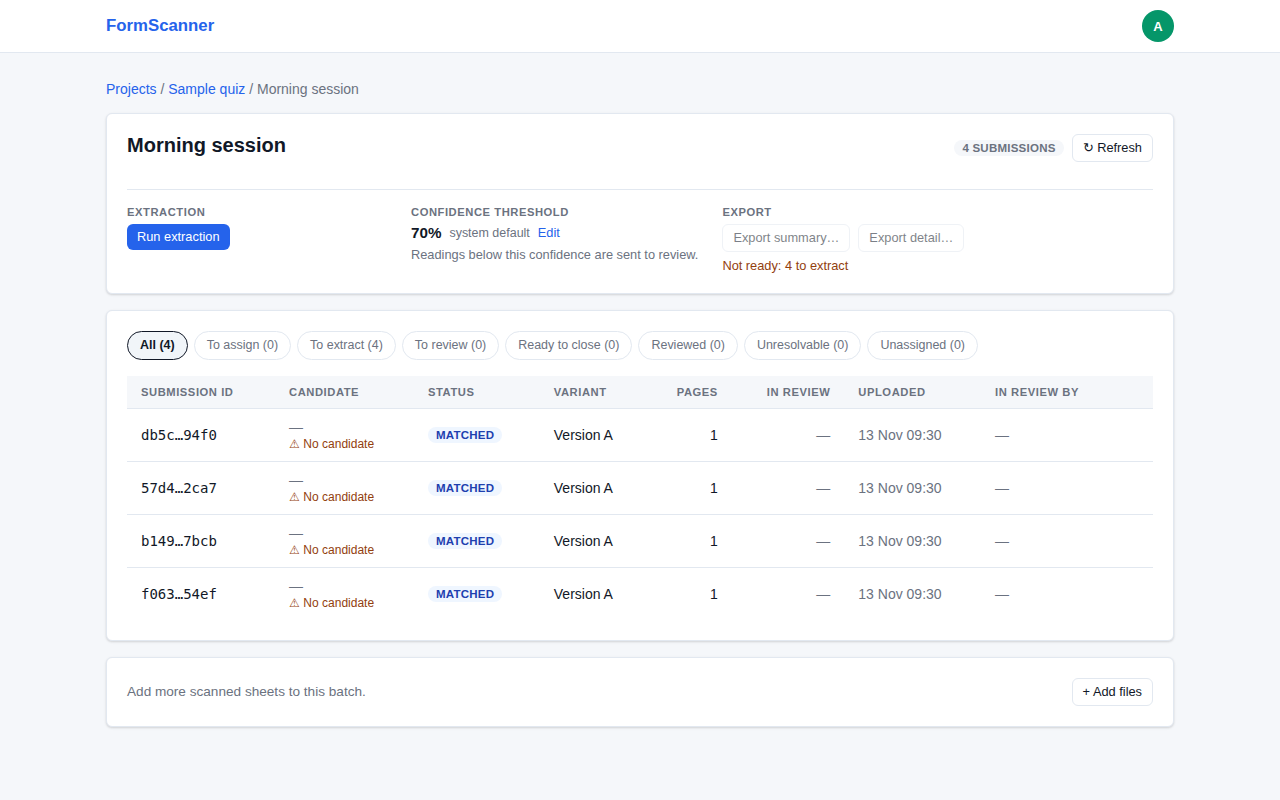 FormScanner
A
Projects / Sample quiz / Morning session
Morning session
4 SUBMISSIONS
↻ Refresh
EXTRACTION
Run extraction
CONFIDENCE THRESHOLD
70% system default Edit
Readings below this confidence are sent to review.
EXPORT
Export summary… Export detail…
Not ready: 4 to extract
All (4) To assign (0) To extract (4) To review (0) Ready to close (0) Reviewed (0) Unresolvable (0) Unassigned (0)
SUBMISSION ID CANDIDATE STATUS VARIANT PAGES IN REVIEW UPLOADED IN REVIEW BY
db5c…94f0 — ⚠ No candidate MATCHED Version A 1 — 13 Nov 09:30 —
57d4…2ca7 — ⚠ No candidate MATCHED Version A 1 — 13 Nov 09:30 —
b149…7bcb — ⚠ No candidate MATCHED Version A 1 — 13 Nov 09:30 —
f063…54ef — ⚠ No candidate MATCHED Version A 1 — 13 Nov 09:30 —
Add more scanned sheets to this batch.
+ Add files